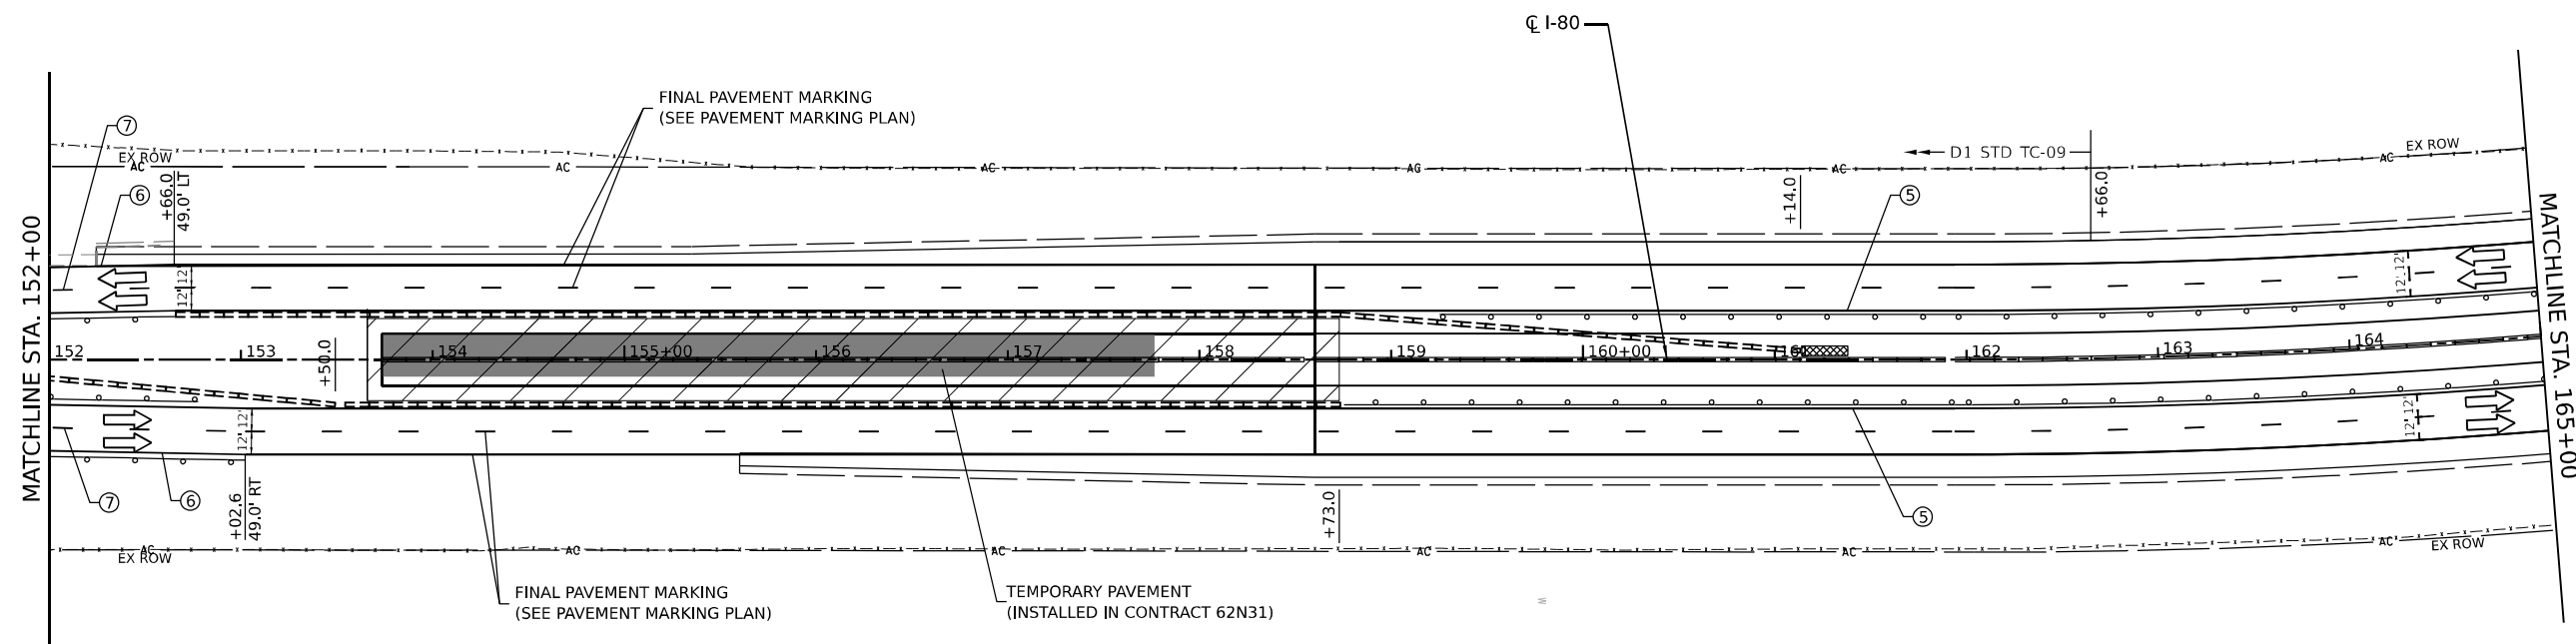 ℄ I-80
FINAL PAVEMENT MARKING
(SEE PAVEMENT MARKING PLAN)
7
EX ROW
AC
AC
AC
AC
AC
AC
EX ROW
D1 STD TC-09
6
+66.0
49.0' LT
+14.0
+66.0
5
MATCHLINE STA. 152+00
MATCHLINE STA. 165+00
12' 12'
12' 12'
152
153
+50.0
154
155+00
156
157
158
159
160+00
161
162
163
164
12' 12'
12' 12'
7
6
+02.6
49.0' RT
+73.0
5
AC
EX ROW
AC
AC
AC
AC
AC
EX ROW
FINAL PAVEMENT MARKING
(SEE PAVEMENT MARKING PLAN)
TEMPORARY PAVEMENT
(INSTALLED IN CONTRACT 62N31)